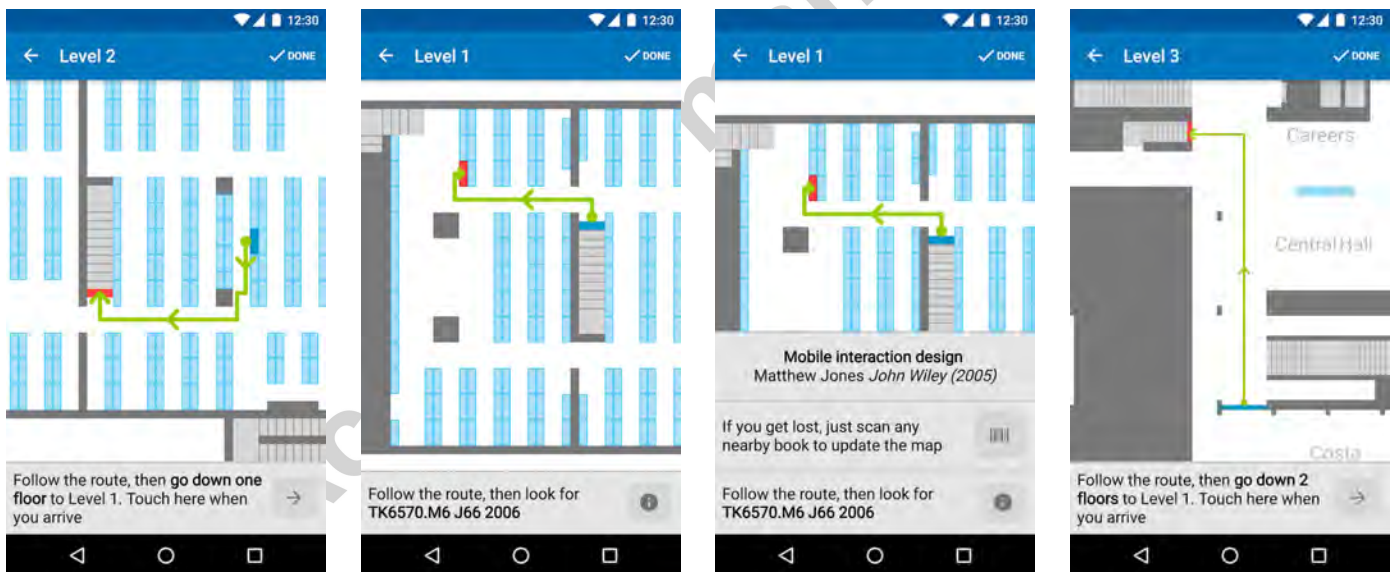 12:30
Level 2
DONE
Follow the route, then go down one
floor to Level 1. Touch here when
you arrive
12:30
Level 1
DONE
Follow the route, then look for
TK6570.M6 J66 2006
12:30
Level 1
DONE
Mobile interaction design
Matthew Jones John Wiley (2005)
If you get lost, just scan any
nearby book to update the map
Follow the route, then look for
TK6570.M6 J66 2006
12:30
Level 3
DONE
Careers
Central Hall
Costa
Follow the route, then go down 2
floors to Level 1. Touch here when
you arrive